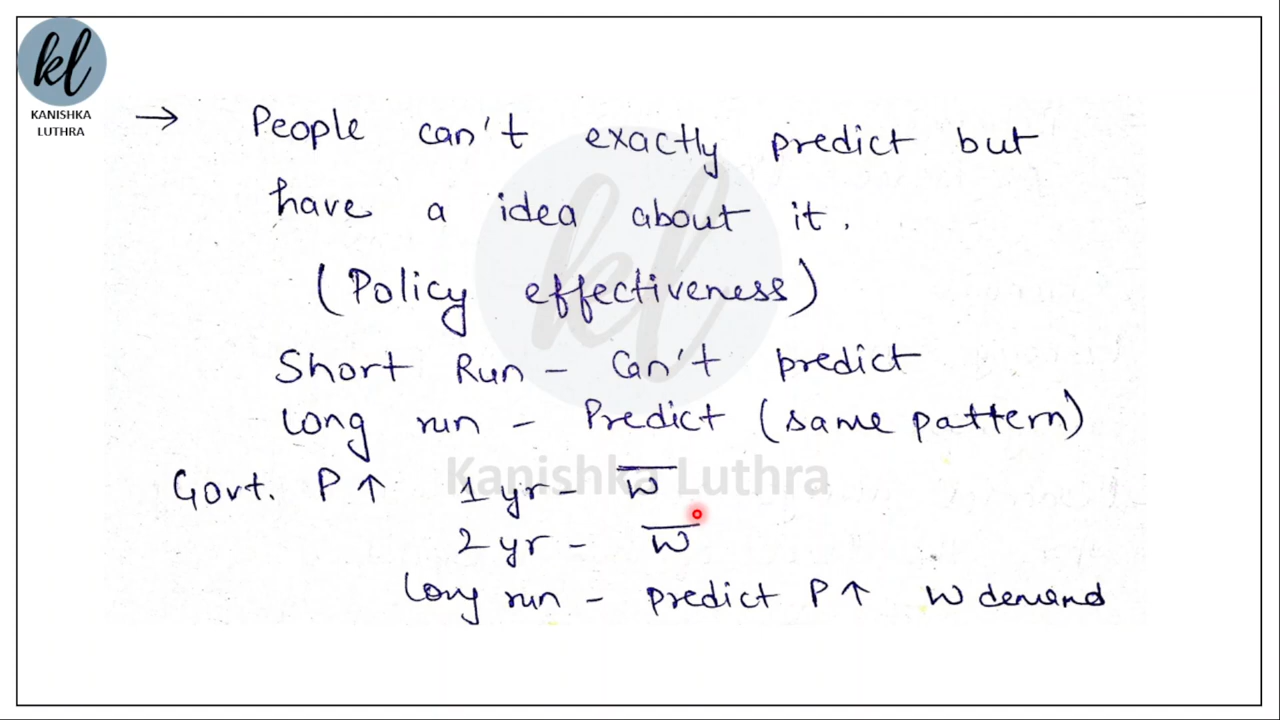 kl
KANISHKA
LUTHRA
→ People can't exactly predict but
have a idea about it.
(Policy effectiveness)
Short Run - Can't predict
Long run - Predict (same pattern)
Kanishka Luthra
Govt. P↑ 1 yr - W̅
2 yr - W̅
Long run - predict P↑ W demand